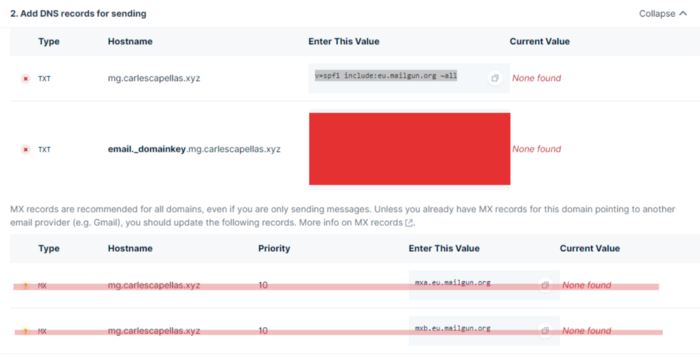 2. Add DNS records for sending Collapse
Type Hostname Enter This Value Current Value
TXT mg.carlescapellas.xyz v=spf1 include:eu.mailgun.org ~all None found
TXT email._domainkey.mg.carlescapellas.xyz None found
MX records are recommended for all domains, even if you are only sending messages. Unless you already have MX records for this domain pointing to another
email provider (e.g. Gmail), you should update the following records. More info on MX records.
Type Hostname Priority Enter This Value Current Value
MX mg.carlescapellas.xyz 10 mxa.eu.mailgun.org None found
MX mg.carlescapellas.xyz 10 mxb.eu.mailgun.org None found